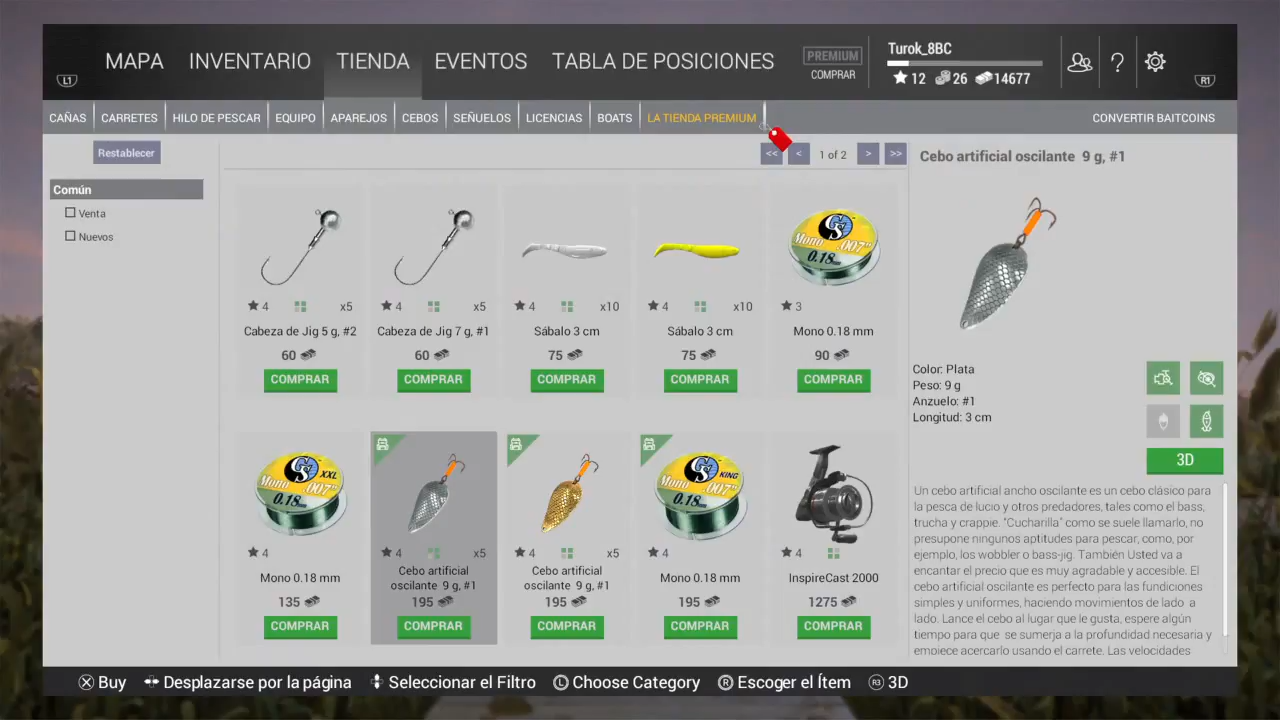 MAPA INVENTARIO TIENDA EVENTOS TABLA DE POSICIONES
PREMIUM
COMPRAR
Turok_8BC
12 26 14677
L1
R1
CAÑAS CARRETES HILO DE PESCAR EQUIPO APAREJOS CEBOS SEÑUELOS LICENCIAS BOATS LA TIENDA PREMIUM CONVERTIR BAITCOINS
Restablecer
Común
Venta
Nuevos
<< < 1 of 2 > >>
4 x5 4 x5 4 x10 4 x10 3
Cabeza de Jig 5 g, #2 Cabeza de Jig 7 g, #1 Sábalo 3 cm Sábalo 3 cm Mono 0.18 mm
60 60 75 75 90
COMPRAR COMPRAR COMPRAR COMPRAR COMPRAR
4 4 x5 4 x5 4 4
Mono 0.18 mm Cebo artificial oscilante 9 g, #1 Cebo artificial oscilante 9 g, #1 Mono 0.18 mm InspireCast 2000
135 195 195 195 1275
COMPRAR COMPRAR COMPRAR COMPRAR COMPRAR
Cebo artificial oscilante 9 g, #1
Color: Plata
Peso: 9 g
Anzuelo: #1
Longitud: 3 cm
3D
Un cebo artificial ancho oscilante es un cebo clásico para
la pesca de lucio y otros predadores, tales como el bass,
trucha y crappie. "Cucharilla" como se suele llamarlo, no
presupone ningunos aptitudes para pescar, como, por
ejemplo, los wobbler o bass-jig. También Usted va a
encantar el precio que es muy agradable y accesible. El
cebo artificial oscilante es perfecto para las fundiciones
simples y uniformes, haciendo movimientos de lado a
lado. Lance el cebo al lugar que le gusta, espere algún
tiempo para que se sumerja a la profundidad necesaria y
empiece acercarlo usando el carrete. Las velocidades
Buy Desplazarse por la página Seleccionar el Filtro L Choose Category R Escoger el Ítem R3 3D